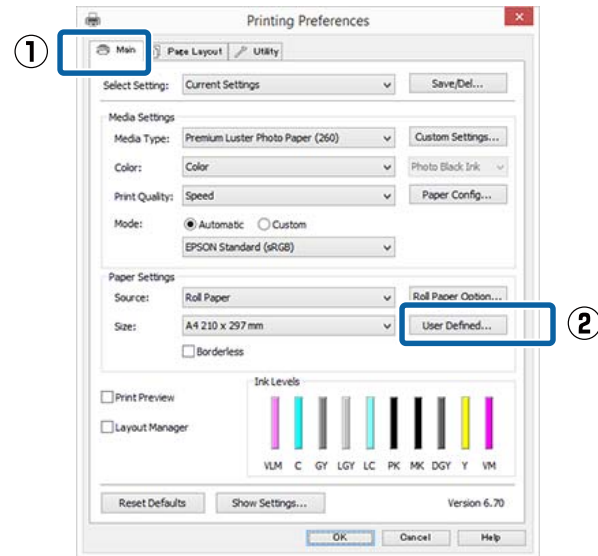 Printing Preferences
①
Main Page Layout Utility
Select Setting: Current Settings Save/Del...
Media Settings
Media Type: Premium Luster Photo Paper (260) Custom Settings...
Color: Color Photo Black Ink
Print Quality: Speed Paper Config...
Mode: Automatic Custom
EPSON Standard (sRGB)
Paper Settings
Source: Roll Paper Roll Paper Option...
Size: A4 210 x 297 mm User Defined...
②
Borderless
Ink Levels
Print Preview
Layout Manager
VLM C GY LGY LC PK MK DGY Y VM
Reset Defaults Show Settings... Version 6.70
OK Cancel Help